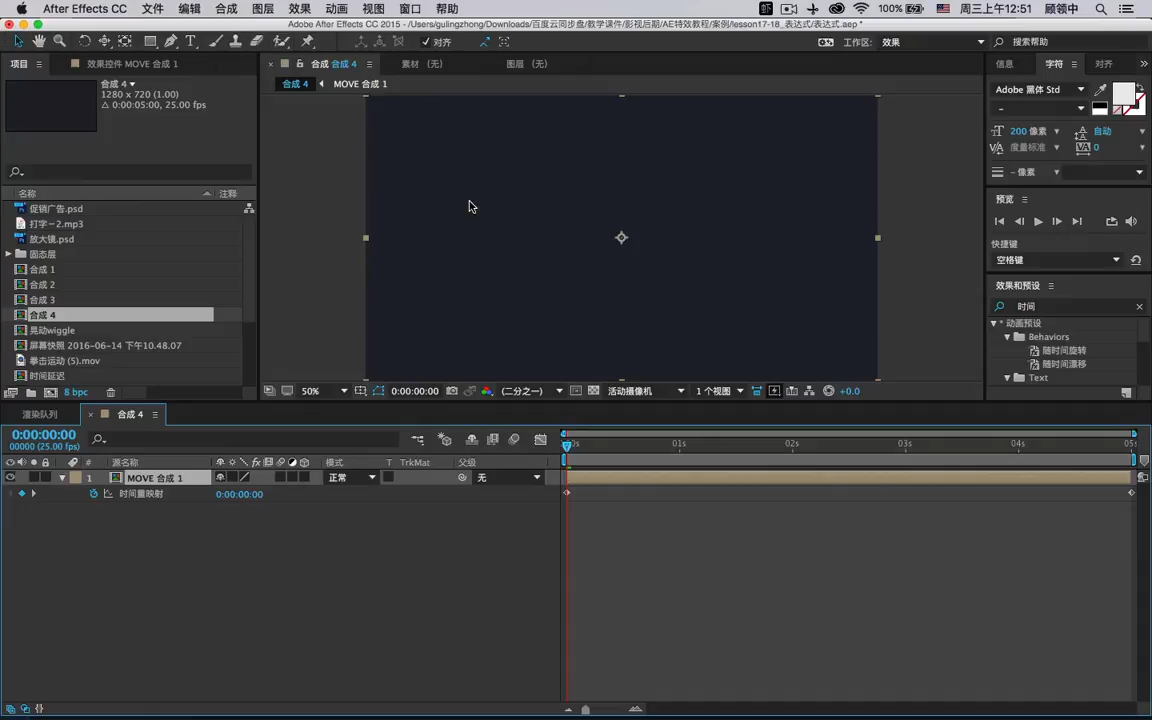 After Effects CC 文件 编辑 合成 图层 效果 动画 视图 窗口 帮助 100% 周三上午12:51 顾领中
Adobe After Effects CC 2015 - /Users/gulingzhong/Downloads/百度云同步盘/教学课件/影视后期/AE特效教程/案例/lesson17-18_表达式/表达式.aep *
对齐 工作区: 效果 搜索帮助
项目 效果控件 MOVE 合成 1 合成 合成 4 素材 (无) 图层 (无) 信息 字符 对齐
合成 4 MOVE 合成 1
合成 4
1280 x 720 (1.00)
Δ 0:00:05:00, 25.00 fps
Adobe 黑体 Std
-
200 像素 自动
度量标准 0
- 像素
名称 注释
促销广告.psd
打字-2.mp3
放大镜.psd
固态层
合成 1
合成 2
合成 3
合成 4
晃动wiggle
屏幕快照 2016-06-14 下午10.48.07
拳击运动 (5).mov
时间延迟
8 bpc
预览
快捷键
空格键
效果和预设
时间
* 动画预设
Behaviors
随时间旋转
随时间漂移
Text
50% 0:00:00:00 (二分之一) 活动摄像机 1 个视图 +0.0
渲染队列 合成 4
0:00:00:00
00000 (25.00 fps)
0s 01s 02s 03s 04s 05s
# 源名称 模式 T TrkMat 父级
1 MOVE 合成 1 正常 无
时间重映射 0:00:00:00